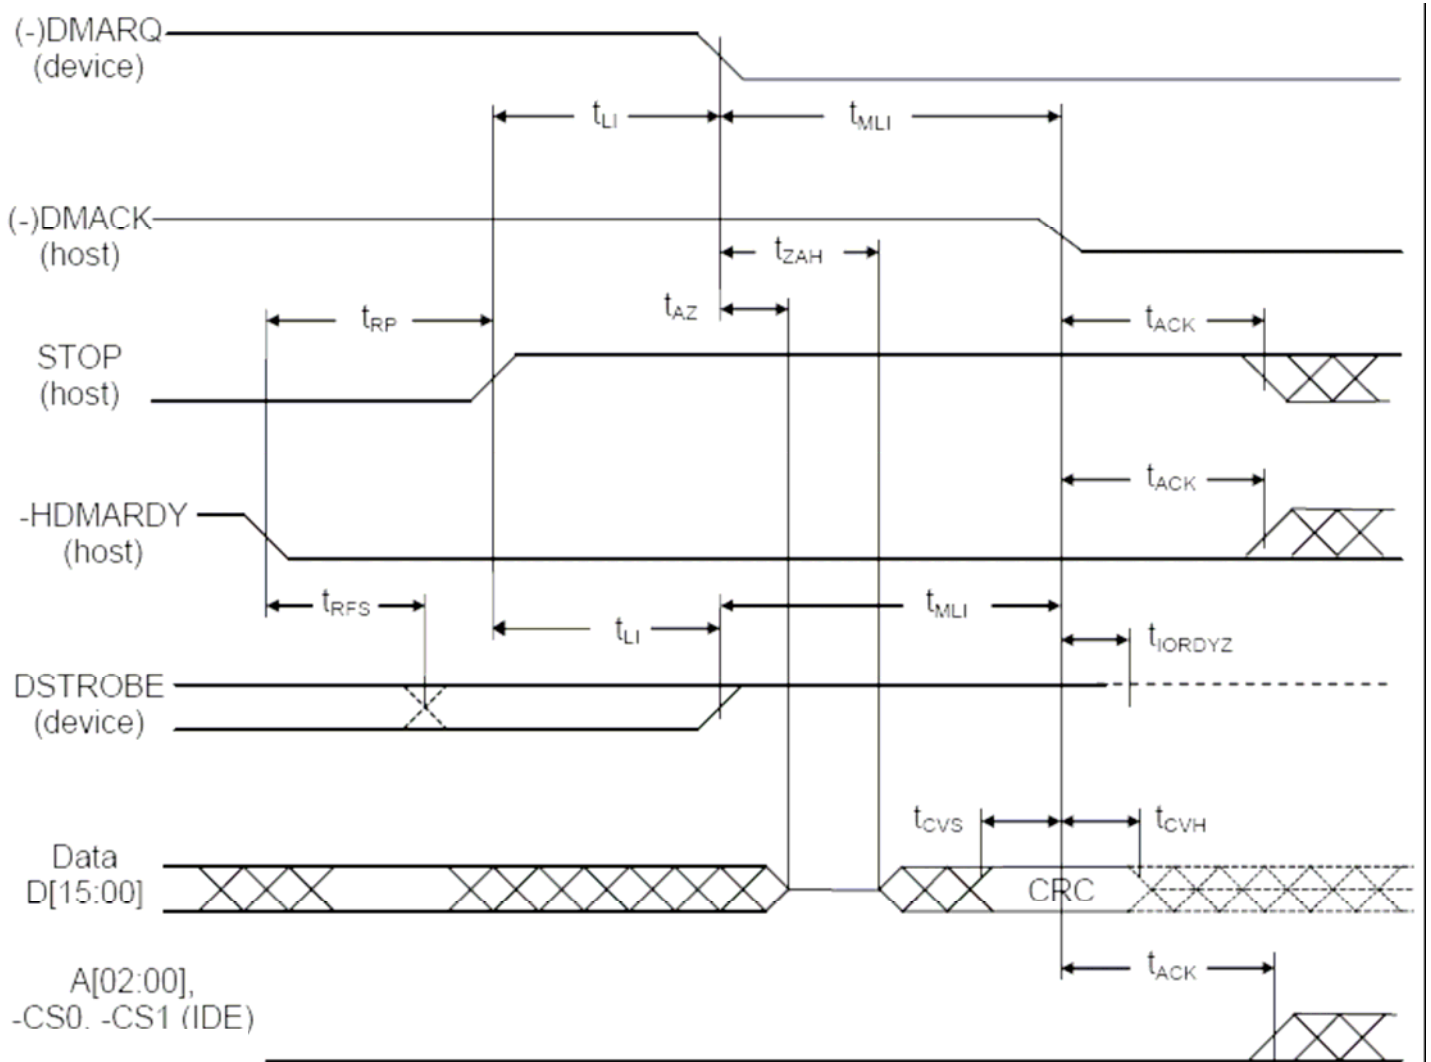 (-)DMARQ
(device)
tLI
tMLI
(-)DMACK
(host)
tZAH
tAZ
tRP
tACK
STOP
(host)
tACK
-HDMARDY
(host)
tRFS
tMLI
tLI
tIORDYZ
DSTROBE
(device)
tCVS
tCVH
Data
D[15:00]
CRC
tACK
A[02:00],
-CS0. -CS1 (IDE)